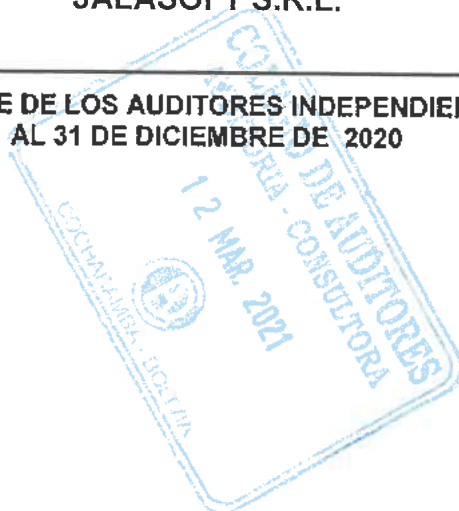 JALASOFT S.R.L.
E DE LOS AUDITORES INDEPENDIE
AL 31 DE DICIEMBRE DE 2020
DE AUDITORES
- CONSULTORA
12 MAR. 2021
COCHABAMBA - BOLIVIA